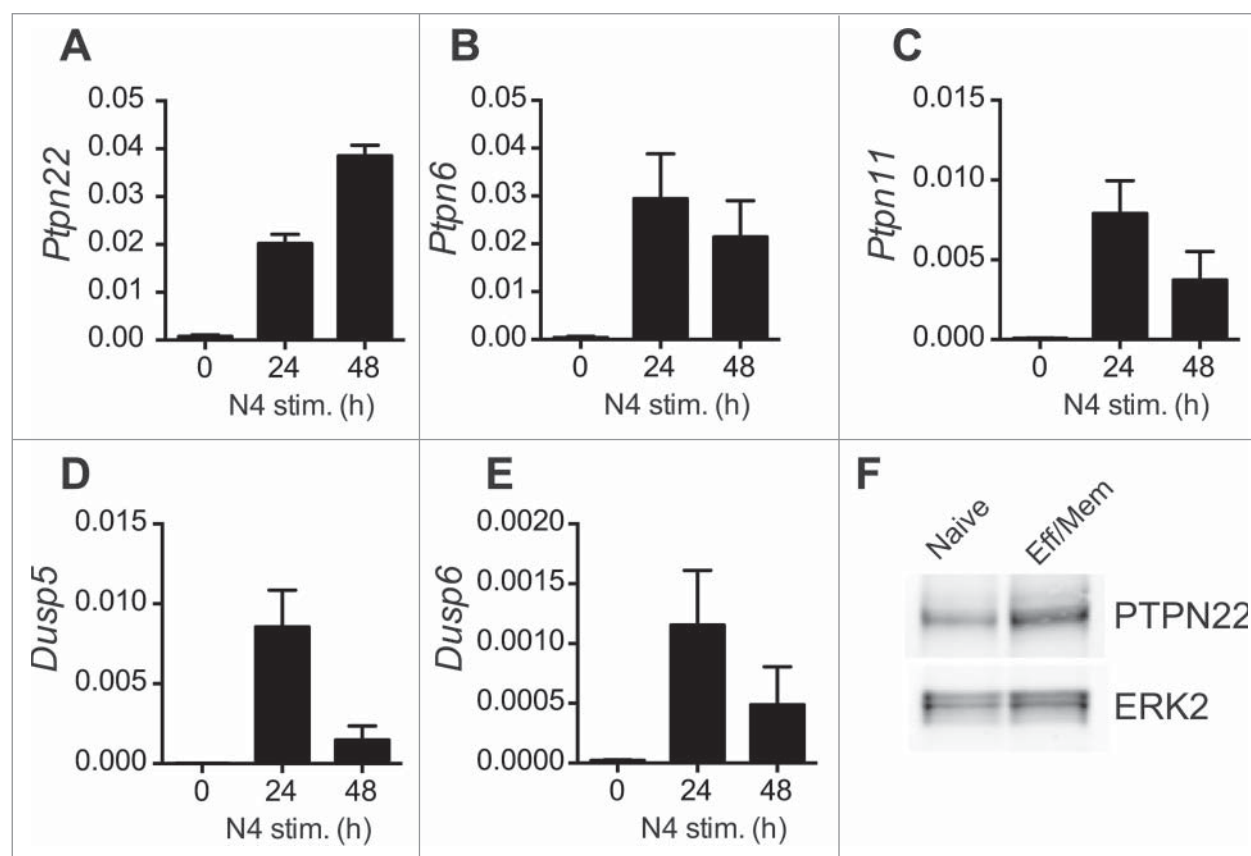 A
Ptpn22
0.05
0.04
0.03
0.02
0.01
0.00
0 24 48
N4 stim. (h)
B
Ptpn6
0.05
0.04
0.03
0.02
0.01
0.00
0 24 48
N4 stim. (h)
C
Ptpn11
0.015
0.010
0.005
0.000
0 24 48
N4 stim. (h)
D
Dusp5
0.015
0.010
0.005
0.000
0 24 48
N4 stim. (h)
E
Dusp6
0.0020
0.0015
0.0010
0.0005
0.0000
0 24 48
N4 stim. (h)
F
Naive Eff/Mem
PTPN22
ERK2